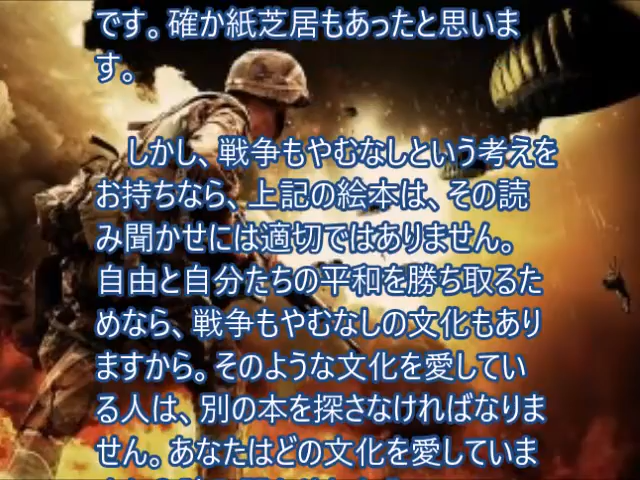 です。確か紙芝居もあったと思いま
す。
しかし、戦争もやむなしという考えを
お持ちなら、上記の絵本は、その読
み聞かせには適切ではありません。
自由と自分たちの平和を勝ち取るた
めなら、戦争もやむなしの文化もあり
ますから。そのような文化を愛してい
る人は、別の本を探さなければなりま
せん。あなたはどの文化を愛していま